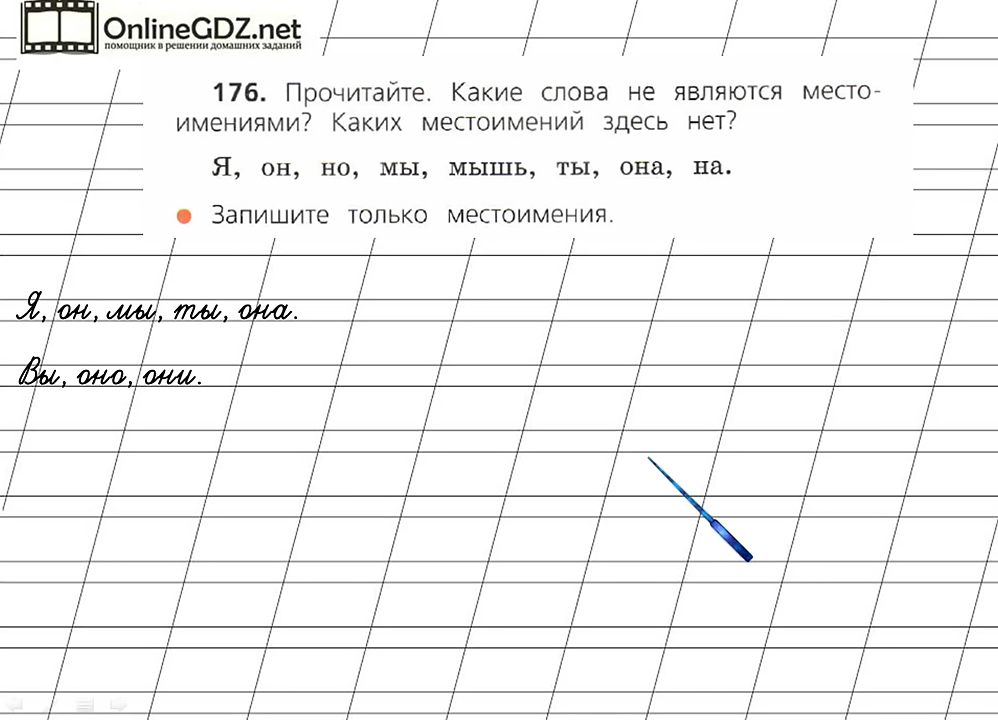 OnlineGDZ.net
помощник в решении домашних заданий
176. Прочитайте. Какие слова не являются место-
имениями? Каких местоимений здесь нет?
Я, он, но, мы, мышь, ты, она, на.
Запишите только местоимения.
Я, он, мы, ты, она.
Вы, оно, они.